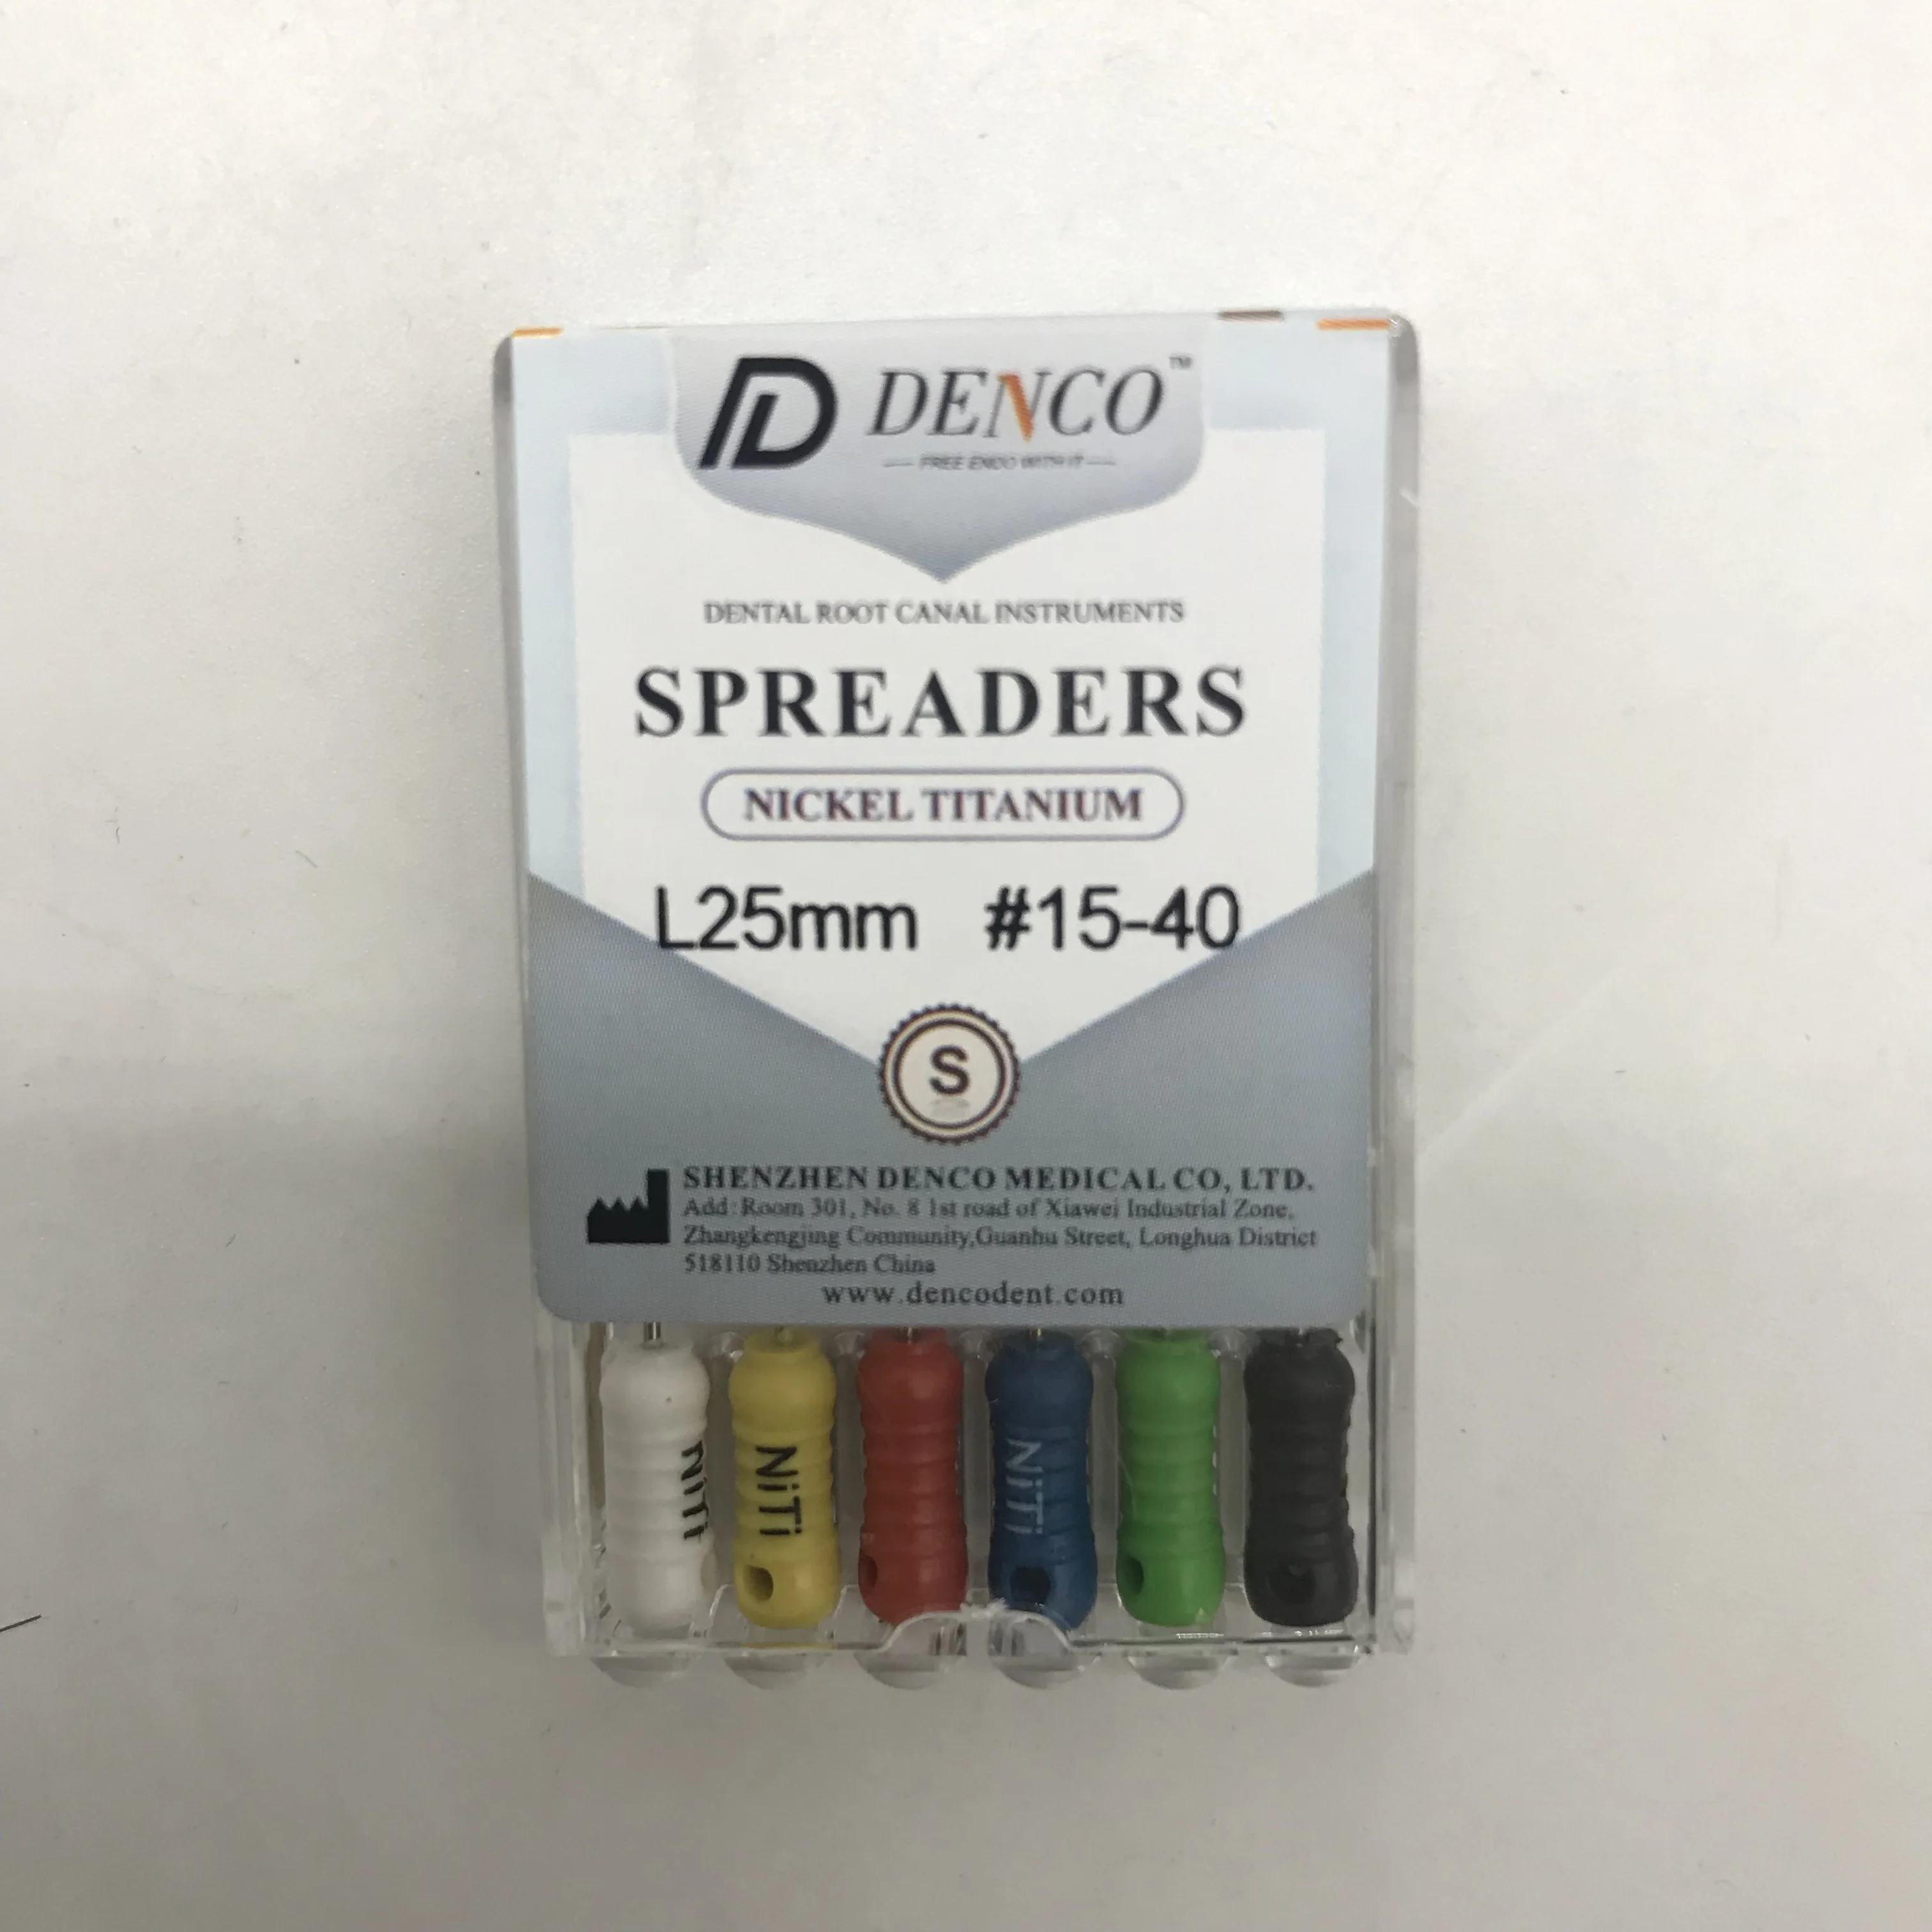 D DENCO™
FREE ENDO WITH IT
DENTAL ROOT CANAL INSTRUMENTS
SPREADERS
NICKEL TITANIUM
L25mm #15-40
S
SHENZHEN DENCO MEDICAL CO, LTD.
Add: Room 301, No. 8 1st road of Xiawei Industrial Zone,
Zhangkengjing Community,Guanhu Street, Longhua District
518110 Shenzhen China
www.dencodent.com
NiTi
NiTi
NiTi